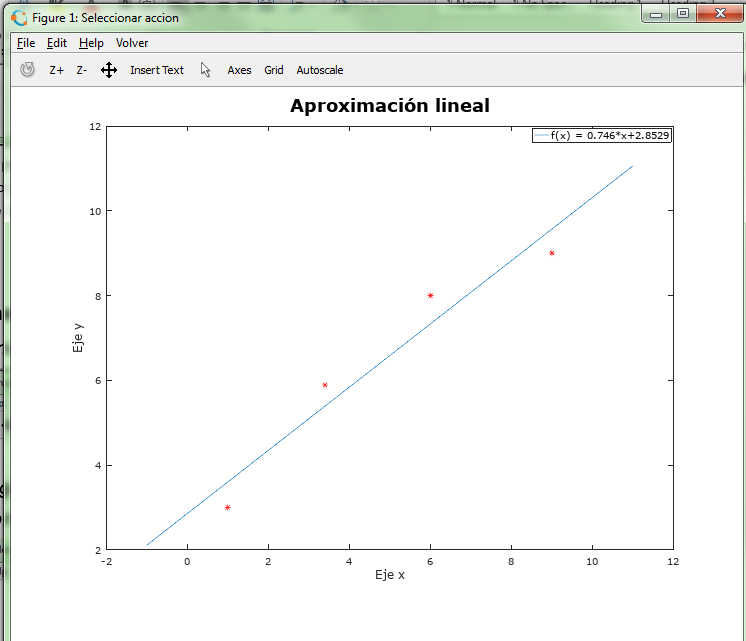 Figure 1: Seleccionar accion
File Edit Help Volver
Z+ Z- Insert Text Axes Grid Autoscale
Aproximación lineal
f(x) = 0.746*x+2.8529
12
10
8
6
4
2
Eje y
-2 0 2 4 6 8 10 12
Eje x